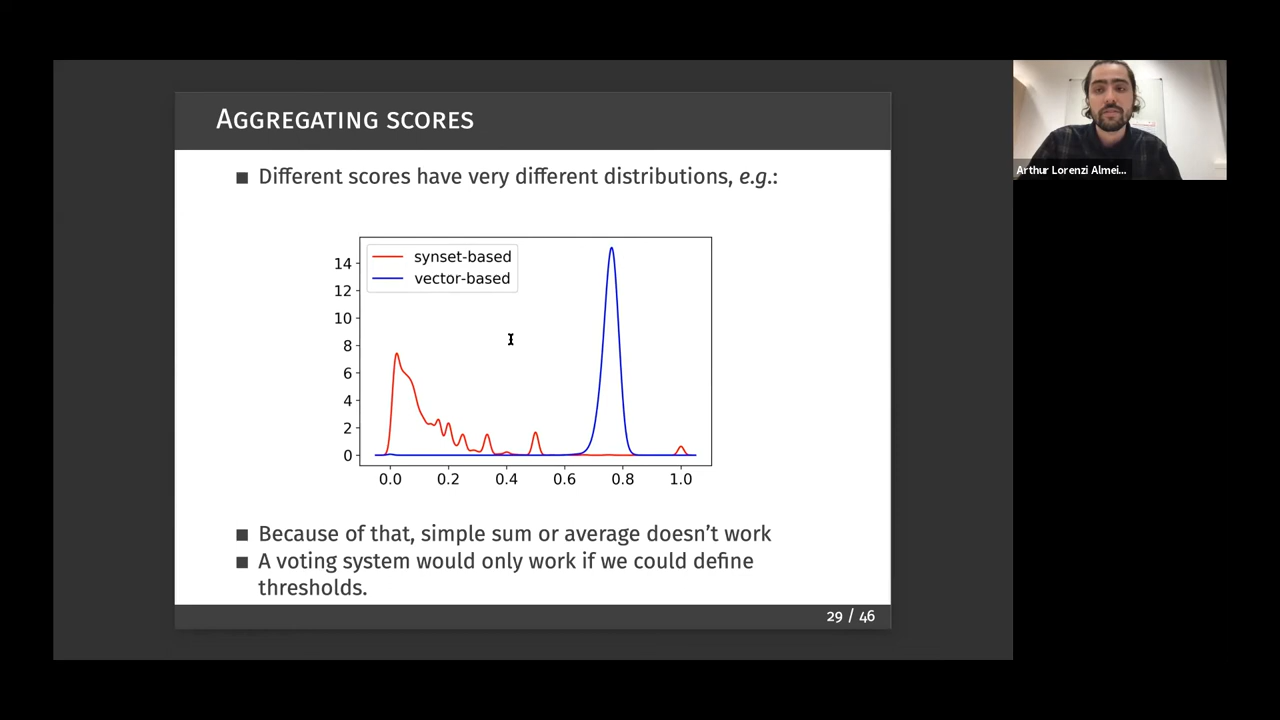 AGGREGATING SCORES
■ Different scores have very different distributions, e.g.:
synset-based
vector-based
14
12
10
8
6
4
2
0
0.0 0.2 0.4 0.6 0.8 1.0
■ Because of that, simple sum or average doesn't work
■ A voting system would only work if we could define
thresholds.
29 / 46
Arthur Lorenzi Almei...